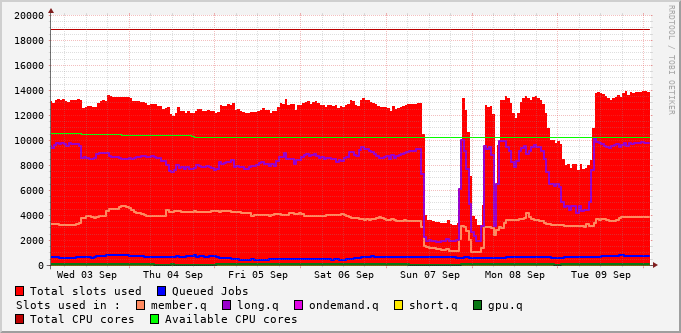 20000
18000
16000
14000
12000
10000
8000
6000
4000
2000
0
Wed 03 Sep Thu 04 Sep Fri 05 Sep Sat 06 Sep Sun 07 Sep Mon 08 Sep Tue 09 Sep
RRDTOOL / TOBI OETIKER
Total slots used Queued Jobs
Slots used in : member.q long.q ondemand.q short.q gpu.q
Total CPU cores Available CPU cores